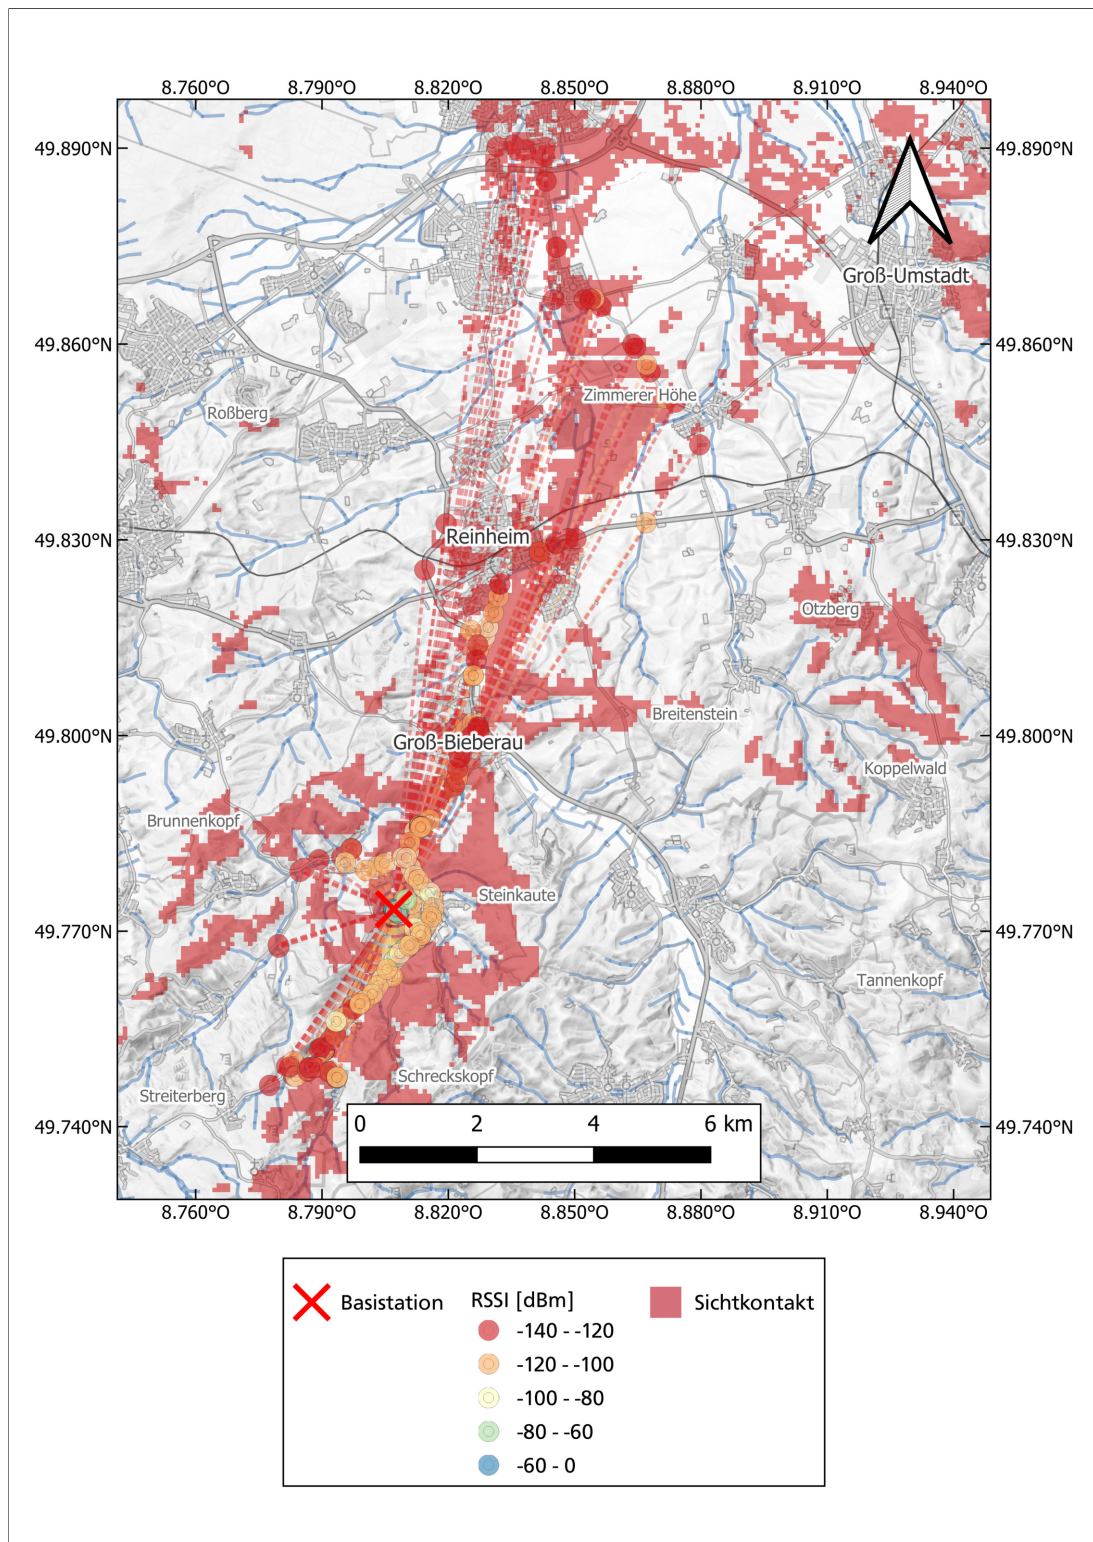 8.760°O 8.790°O 8.820°O 8.850°O 8.880°O 8.910°O 8.940°O
49.890°N 49.890°N
Groß-Umstadt
49.860°N 49.860°N
Zimmerer Höhe
Roßberg
Reinheim
49.830°N 49.830°N
Otzberg
Breitenstein
49.800°N 49.800°N
Groß-Bieberau
Koppelwald
Brunnenkopf
Steinkaute
49.770°N 49.770°N
Tannenkopf
Schreckskopf
Streiterberg
49.740°N 49.740°N
0 2 4 6 km
8.760°O 8.790°O 8.820°O 8.850°O 8.880°O 8.910°O 8.940°O
Basistation
RSSI [dBm]
-140 - -120
-120 - -100
-100 - -80
-80 - -60
-60 - 0
Sichtkontakt